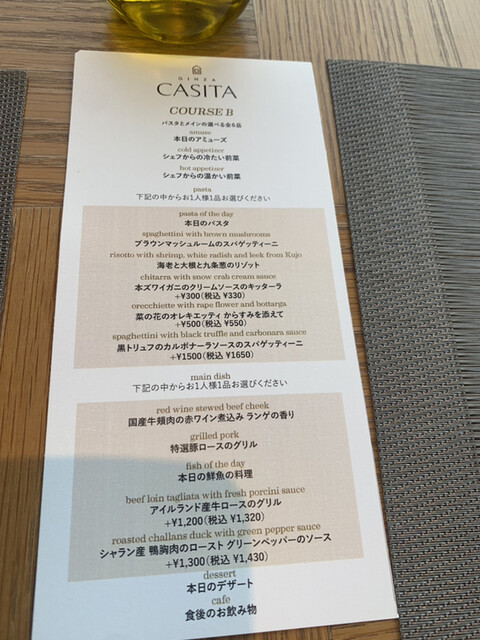 GINZA
CASITA
COURSE B
パスタとメインの選べる全6品
amuse
本日のアミューズ
cold appetizer
シェフからの冷たい前菜
hot appetizer
シェフからの温かい前菜
pasta
下記の中からお1人様1品お選びください
pasta of the day
本日のパスタ
spaghettini with brown mushrooms
ブラウンマッシュルームのスパゲッティーニ
risotto with shrimp, white radish and leek from Kujo
海老と大根と九条葱のリゾット
chitarra with snow crab cream sauce
本ズワイガニのクリームソースのキッターラ
+¥300(税込 ¥330)
orecchiette with rape flower and bottarga
菜の花のオレキエッティ からすみを添えて
+¥500(税込 ¥550)
spaghettini with black truffle and carbonara sauce
黒トリュフのカルボナーラソースのスパゲッティーニ
+¥1500(税込 ¥1650)
main dish
下記の中からお1人様1品お選びください
red wine stewed beef cheek
国産牛頬肉の赤ワイン煮込み ランゲの香り
grilled pork
特選豚ロースのグリル
fish of the day
本日の鮮魚の料理
beef loin tagliata with fresh porcini sauce
アイルランド産牛ロースのグリル
+¥1,200(税込 ¥1,320)
roasted challans duck with green pepper sauce
シャラン産 鴨胸肉のロースト グリーンペッパーのソース
+¥1,300(税込 ¥1,430)
dessert
本日のデザート
cafe
食後のお飲み物